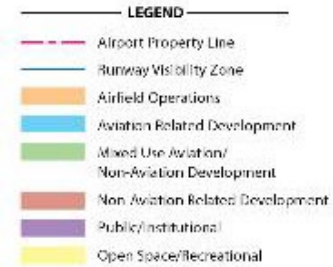 LEGEND
Airport Property Line
Runway Visibility Zone
Airfield Operations
Aviation Related Development
Mixed Use Aviation/
Non-Aviation Development
Non Aviation Related Development
Public/Institutional
Open Space/Recreational